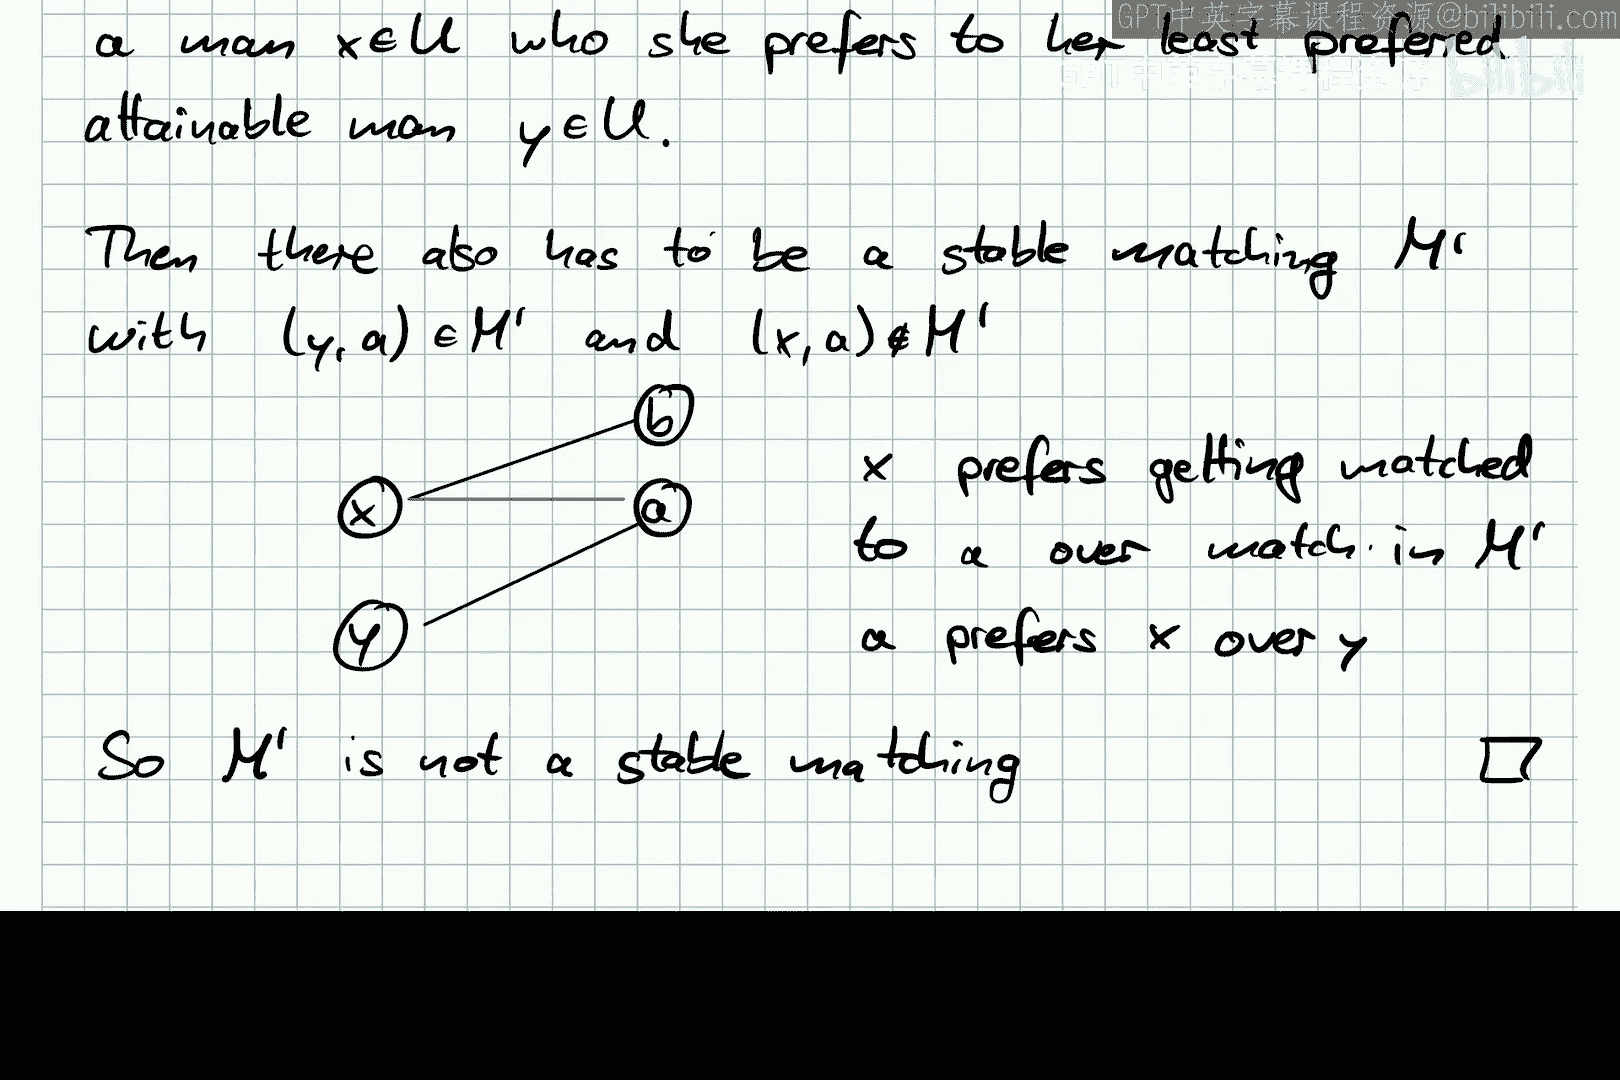 GPT中英字幕课程资源@bilibili.com
a man x∈U who she prefers to her least preferred
attainable man y∈U.
Then there also has to be a stable matching M'
with (y, a) ∈ M' and (x, a) ∉ M'
b
x
a
y
x prefers getting matched
to a over match. in M'
a prefers x over y
So M' is not a stable matching □